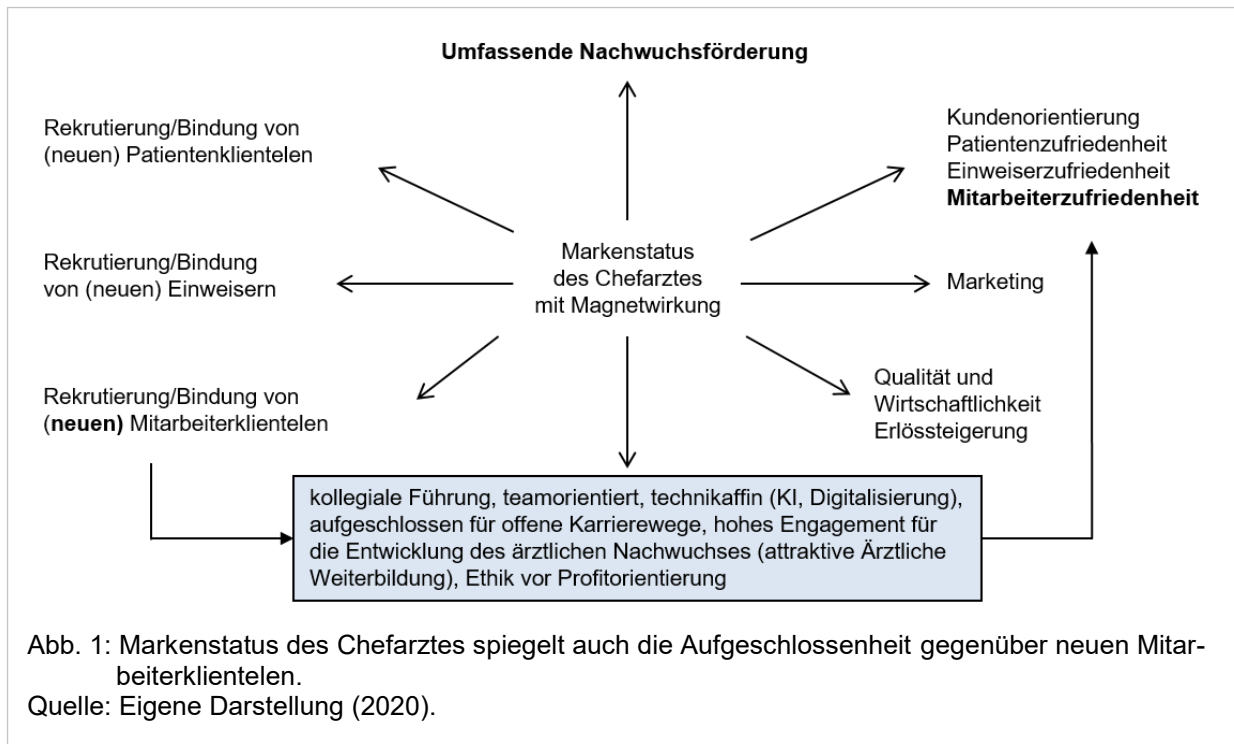 Umfassende Nachwuchsförderung
Rekrutierung/Bindung von
(neuen) Patientenklientelen
Kundenorientierung
Patientenzufriedenheit
Einweiserzufriedenheit
Mitarbeiterzufriedenheit
Rekrutierung/Bindung
von (neuen) Einweisern
Markenstatus
des Chefarztes
mit Magnetwirkung
Marketing
Rekrutierung/Bindung von
(neuen) Mitarbeiterklientelen
Qualität und
Wirtschaftlichkeit
Erlössteigerung
kollegiale Führung, teamorientiert, technikaffin (KI, Digitalisierung),
aufgeschlossen für offene Karrierewege, hohes Engagement für
die Entwicklung des ärztlichen Nachwuchses (attraktive Ärztliche
Weiterbildung), Ethik vor Profitorientierung
Abb. 1: Markenstatus des Chefarztes spiegelt auch die Aufgeschlossenheit gegenüber neuen Mitar-
beiterklientelen.
Quelle: Eigene Darstellung (2020).